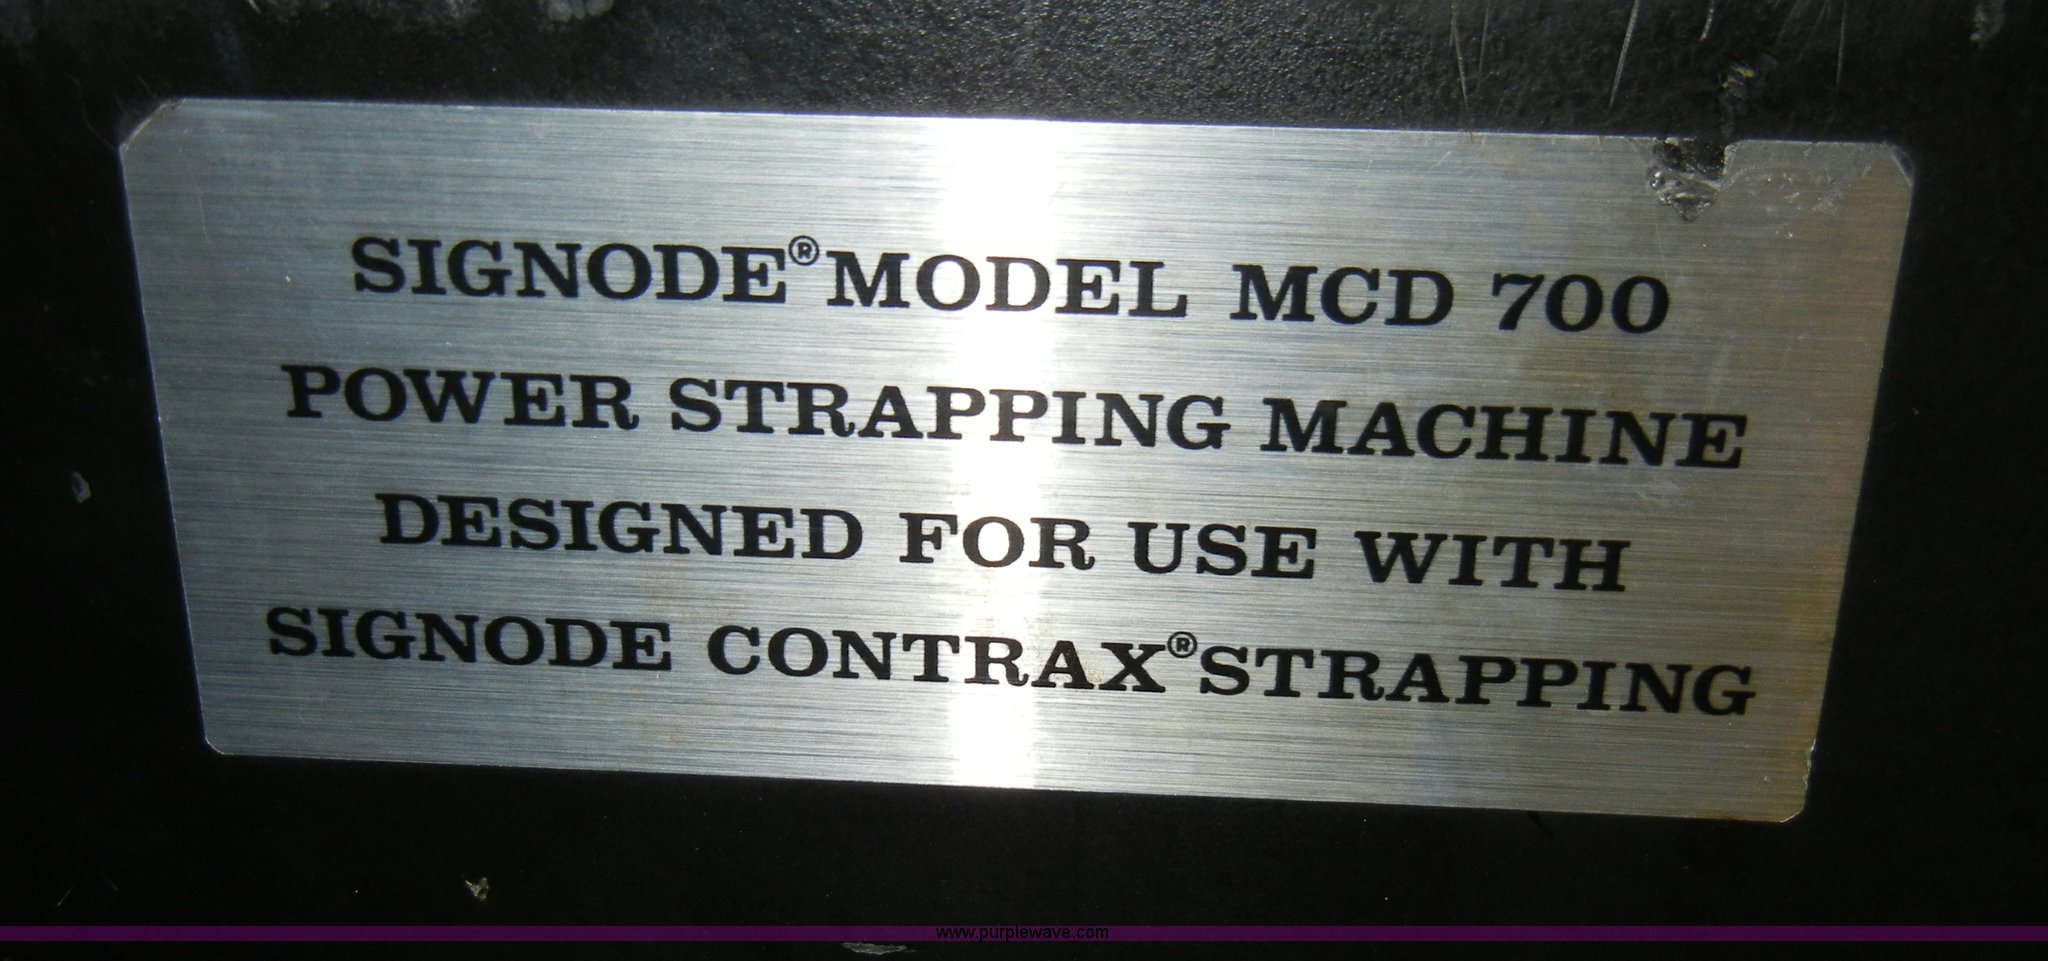 SIGNODE® MODEL MCD 700
POWER STRAPPING MACHINE
DESIGNED FOR USE WITH
SIGNODE CONTRAX® STRAPPING
www.purplewave.com